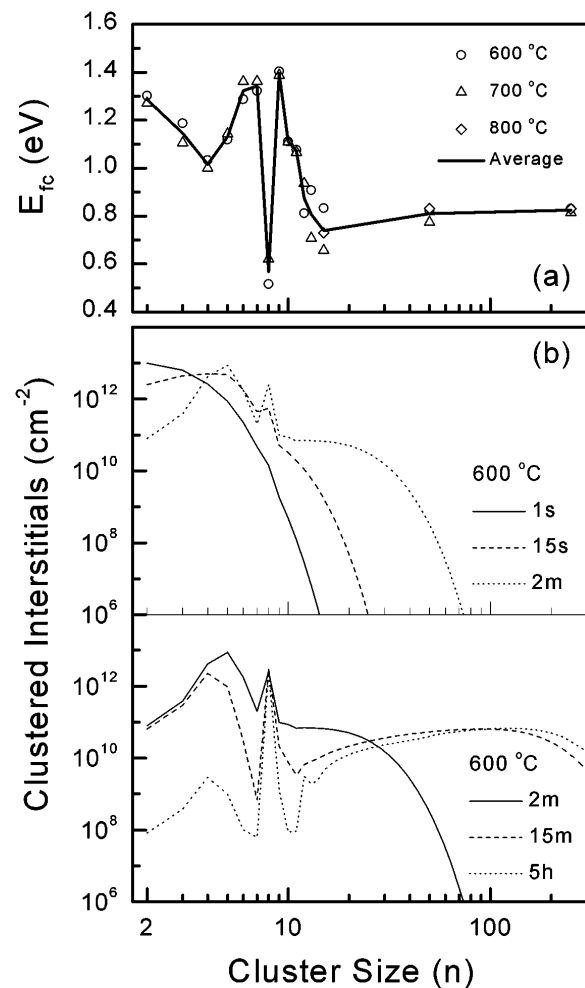 1.6
1.4
1.2
1.0
0.8
0.6
0.4
E_fc (eV)
600 °C
700 °C
800 °C
Average
(a)
(b)
10^12
10^10
10^8
10^6
600 °C
1s
15s
2m
Clustered Interstitials (cm^-2)
10^12
10^10
10^8
10^6
600 °C
2m
15m
5h
2
10
100
Cluster Size (n)